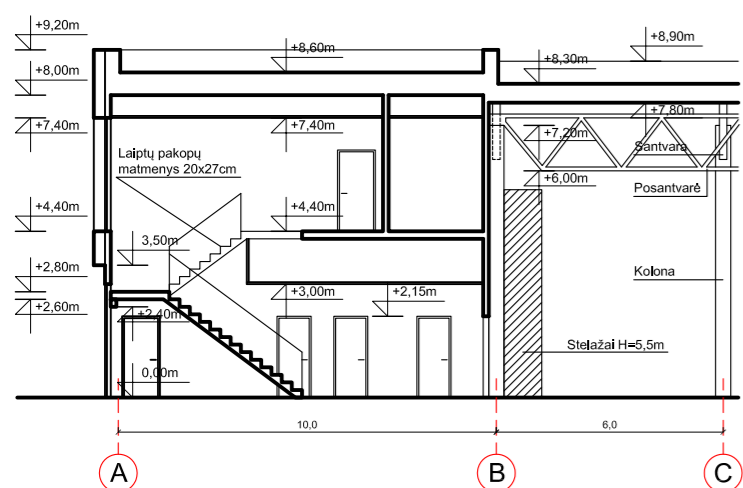 +9,20m
+8,60m
+8,90m
+8,30m
+8,00m
+7,80m
+7,40m
+7,40m
+7,20m
Santvara
Laiptų pakopų
matmenys 20x27cm
+6,00m
Posantvarė
+4,40m
+4,40m
3,50m
+2,80m
Kolona
+3,00m
+2,15m
+2,60m
+2,40m
Stelažai H=5,5m
0,00m
10,0
6,0
A
B
C